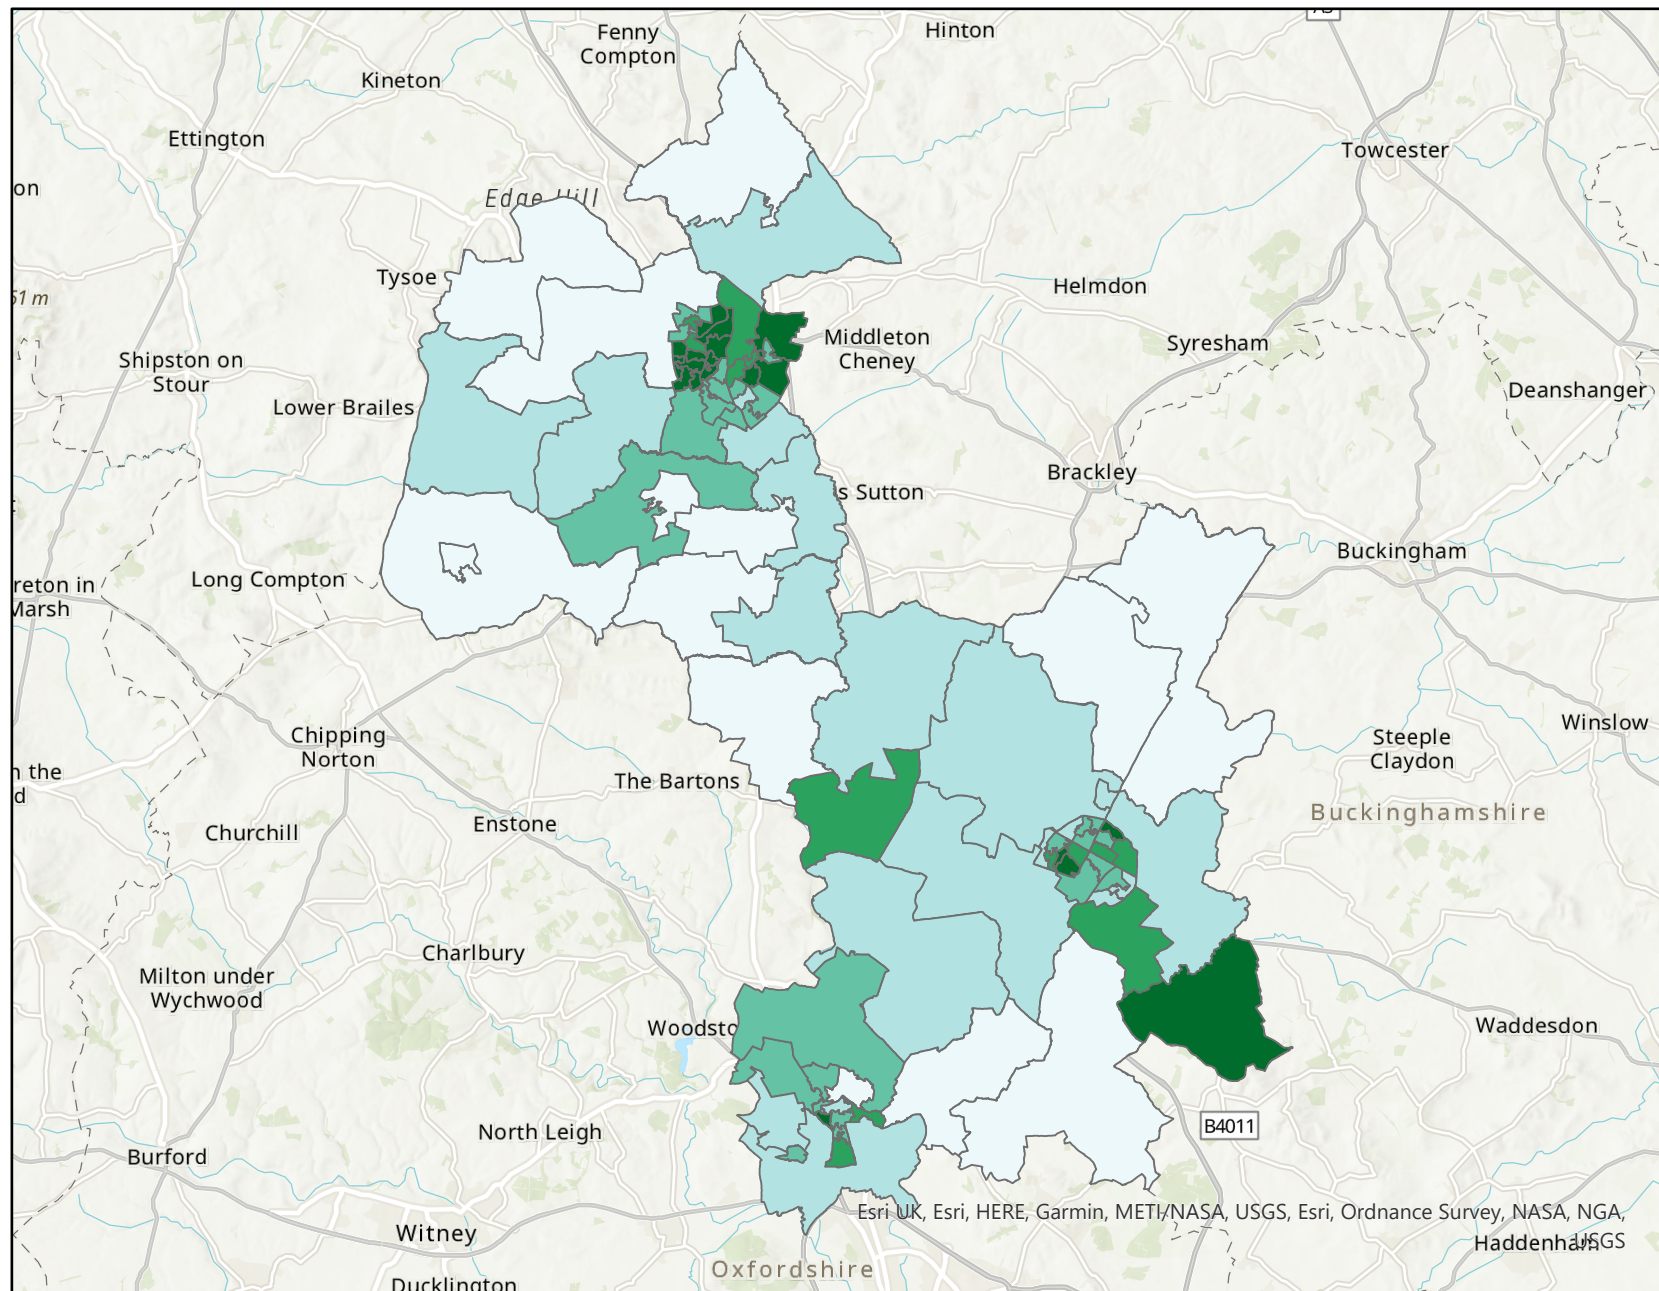 Fenny
Compton
Hinton
Kineton
Ettington
Towcester
on
Edge Hill
Tysoe
Helmdon
51 m
Middleton
Cheney
Syresham
Shipston on
Stour
Deanshanger
Lower Brailes
Brackley
s Sutton
Buckingham
Long Compton
reton in
Marsh
Winslow
Steeple
Claydon
Chipping
Norton
n the
d
The Bartons
Buckinghamshire
Enstone
Churchill
Charlbury
Milton under
Wychwood
Woodsto
Waddesdon
North Leigh
B4011
Burford
Esri UK, Esri, HERE, Garmin, METI/NASA, USGS, Esri, Ordnance Survey, NASA, NGA,
USGS
Witney
Haddenham
Oxfordshire
Ducklington